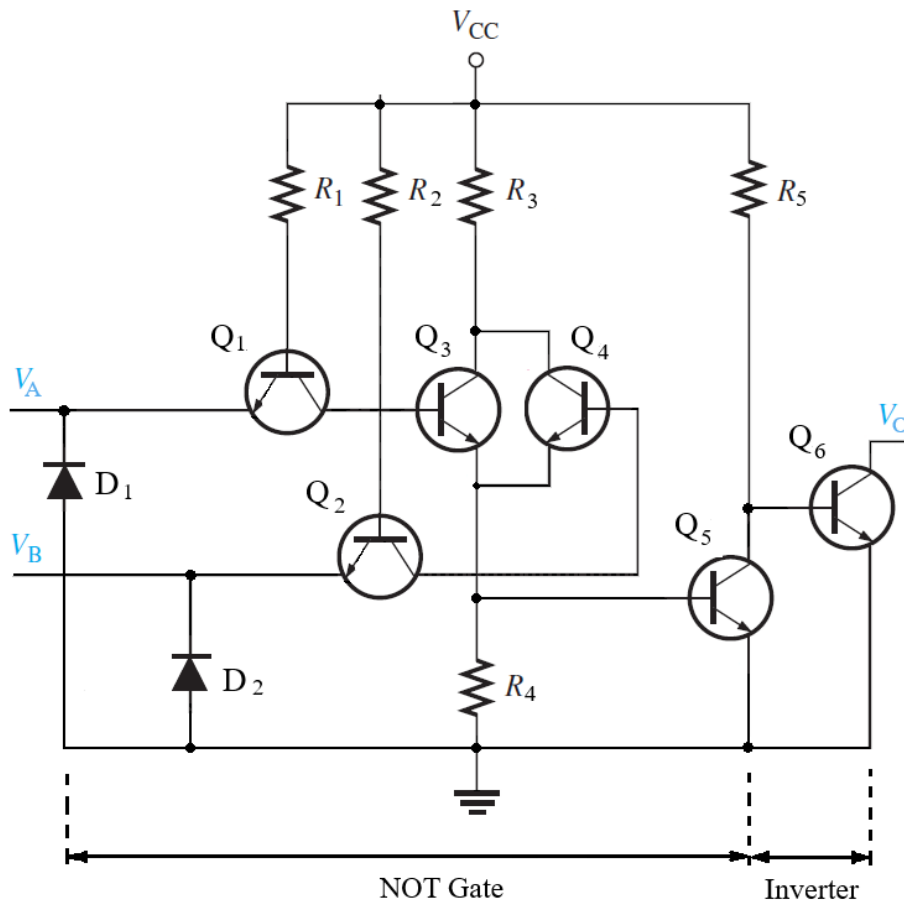 V_CC
R_1
R_2
R_3
R_5
Q_1
Q_3
Q_4
V_A
V_O
Q_6
D_1
Q_2
V_B
Q_5
D_2
R_4
NOT Gate
Inverter